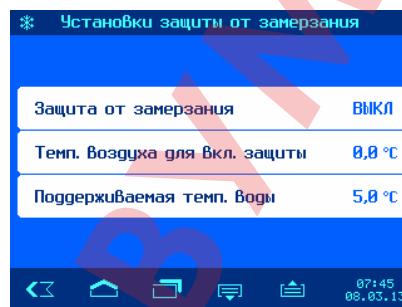 Установки защиты от замерзания
Защита от замерзания ВЫКЛ
Темп. воздуха для вкл. защиты 0,0 °C
Поддерживаемая темп. воды 5,0 °C
07:45
08.03.13